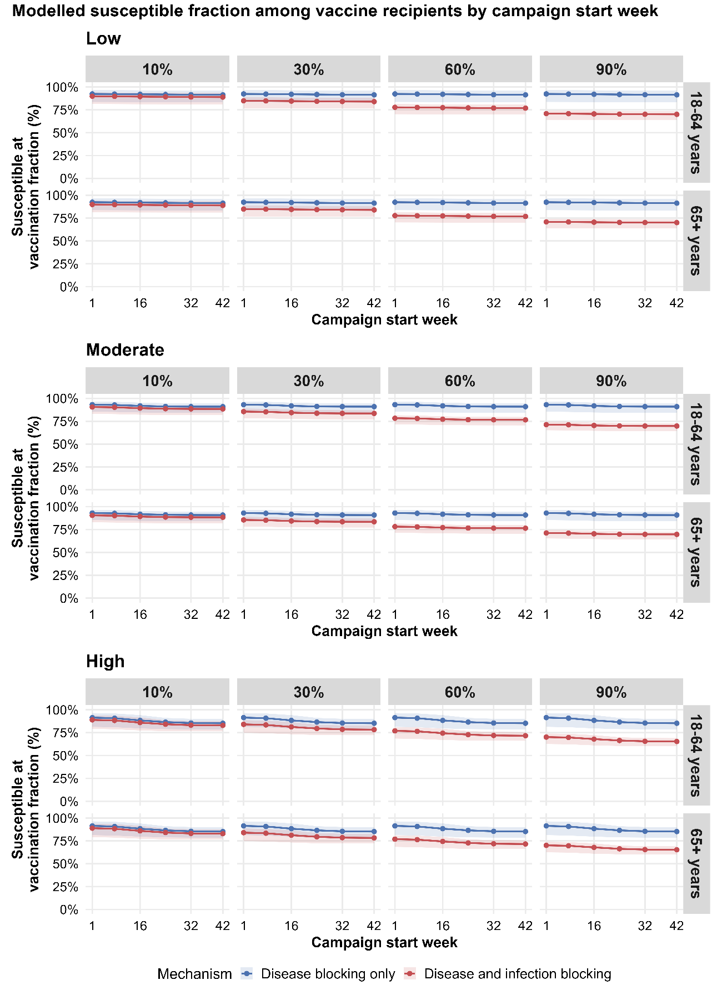 Modelled susceptible fraction among vaccine recipients by campaign start week
Low
10% 30% 60% 90%
100%
75%
50%
25%
0%
18-64 years
100%
75%
50%
25%
0%
65+ years
Susceptible at
vaccination fraction (%)
1 16 32 42 1 16 32 42 1 16 32 42 1 16 32 42
Campaign start week
Moderate
10% 30% 60% 90%
100%
75%
50%
25%
0%
18-64 years
100%
75%
50%
25%
0%
65+ years
Susceptible at
vaccination fraction (%)
1 16 32 42 1 16 32 42 1 16 32 42 1 16 32 42
Campaign start week
High
10% 30% 60% 90%
100%
75%
50%
25%
0%
18-64 years
100%
75%
50%
25%
0%
65+ years
Susceptible at
vaccination fraction (%)
1 16 32 42 1 16 32 42 1 16 32 42 1 16 32 42
Campaign start week
Mechanism Disease blocking only Disease and infection blocking